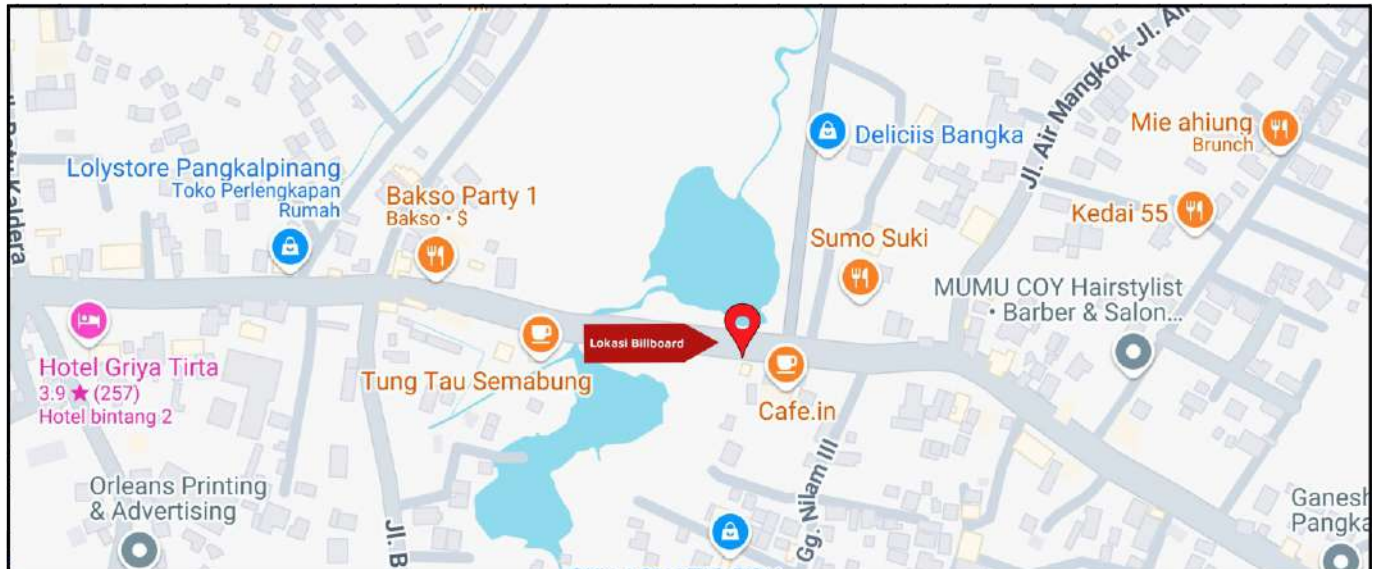 Jl. Air Mangkok
Jl.
Deliciis Bangka
Mie ahiung
Brunch
Lolystore Pangkalpinang
Toko Perlengkapan
Rumah
Bakso Party 1
Bakso • $
Kedai 55
Sumo Suki
MUMU COY Hairstylist
• Barber & Salon...
Lokasi Billboard
Hotel Griya Tirta
3.9 ★ (257)
Hotel bintang 2
Tung Tau Semabung
Cafe.in
Orleans Printing
& Advertising
Jl. B
Gg. Nilam III
Ganesh
Pangka